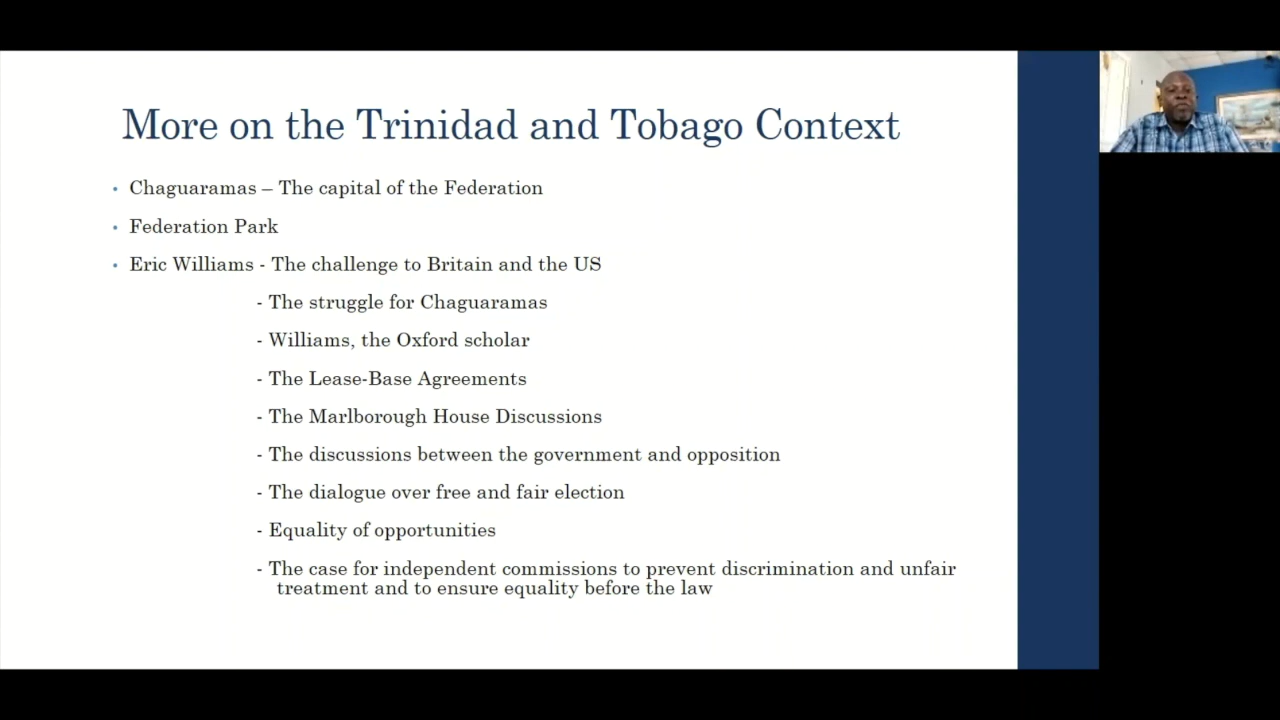 More on the Trinidad and Tobago Context
• Chaguaramas – The capital of the Federation
• Federation Park
• Eric Williams - The challenge to Britain and the US
- The struggle for Chaguaramas
- Williams, the Oxford scholar
- The Lease-Base Agreements
- The Marlborough House Discussions
- The discussions between the government and opposition
- The dialogue over free and fair election
- Equality of opportunities
- The case for independent commissions to prevent discrimination and unfair
treatment and to ensure equality before the law